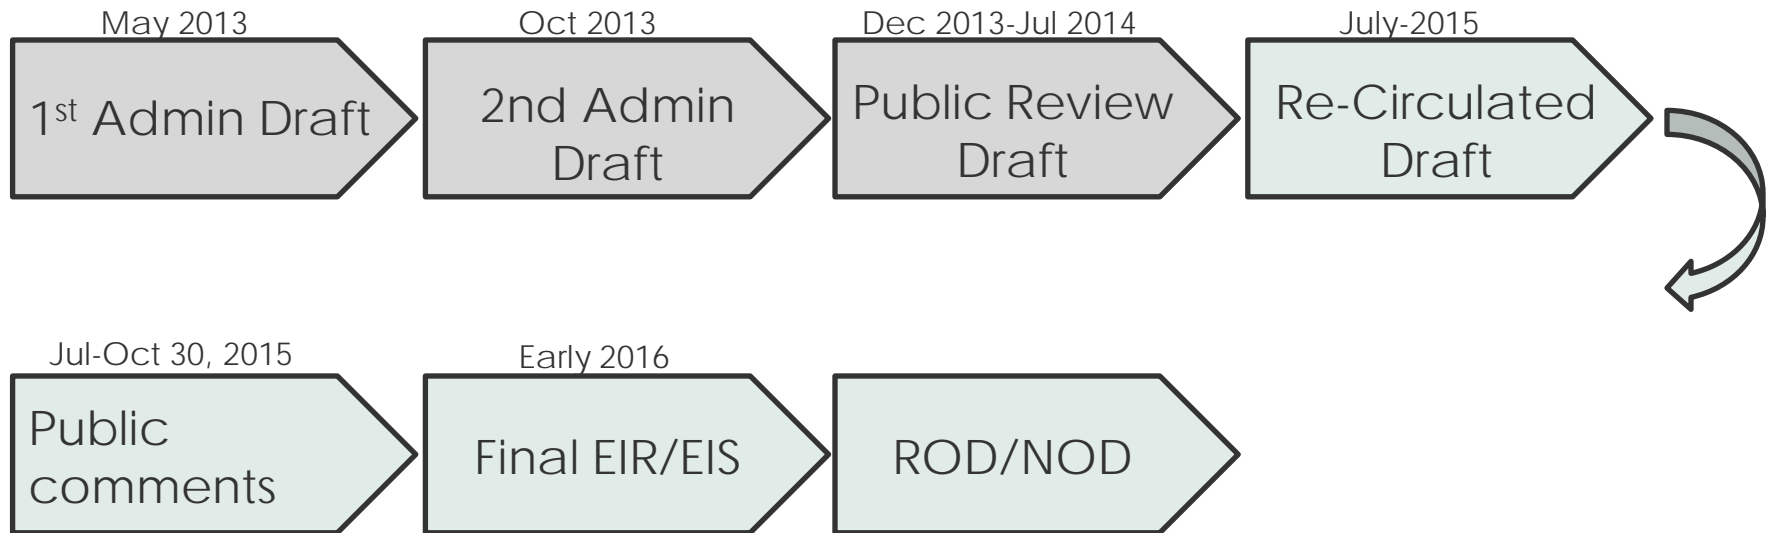 May 2013
1st Admin Draft
Oct 2013
2nd Admin
Draft
Dec 2013-Jul 2014
Public Review
Draft
July-2015
Re-Circulated
Draft
Jul-Oct 30, 2015
Public
comments
Early 2016
Final EIR/EIS
ROD/NOD